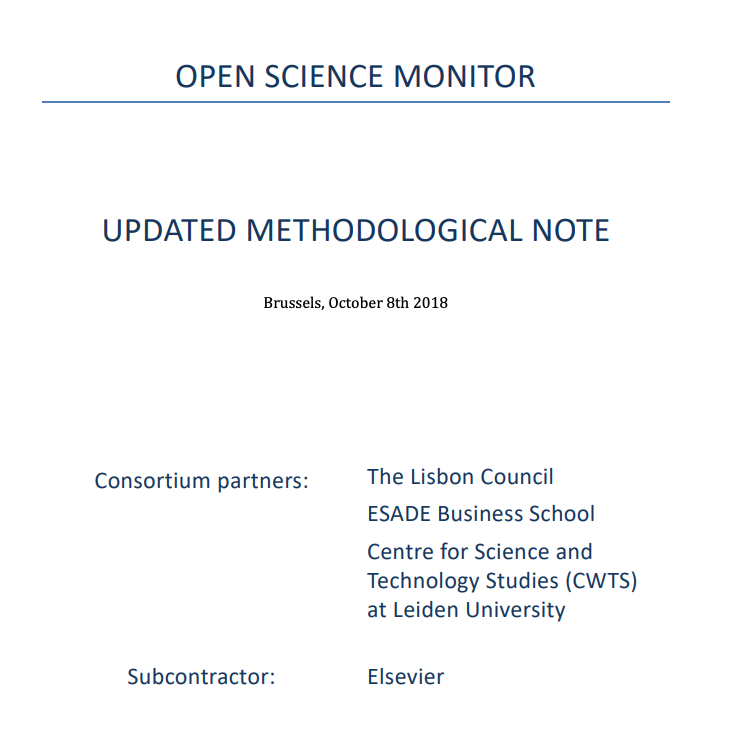 OPEN SCIENCE MONITOR
UPDATED METHODOLOGICAL NOTE
Brussels, October 8th 2018
Consortium partners:
The Lisbon Council
ESADE Business School
Centre for Science and
Technology Studies (CWTS)
at Leiden University
Subcontractor:
Elsevier